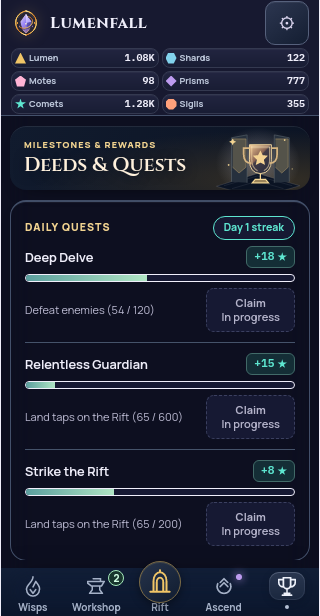 Lumenfall
Lumen 1.08K
Shards 122
Motes 98
Prisms 777
Comets 1.28K
Sigils 355
MILESTONES & REWARDS
Deeds & Quests
DAILY QUESTS
Day 1 streak
Deep Delve
+18 ★
Defeat enemies (54 / 120)
Claim
In progress
Relentless Guardian
+15 ★
Land taps on the Rift (65 / 600)
Claim
In progress
Strike the Rift
+8 ★
Land taps on the Rift (65 / 200)
Claim
In progress
2
Wisps
Workshop
Rift
Ascend